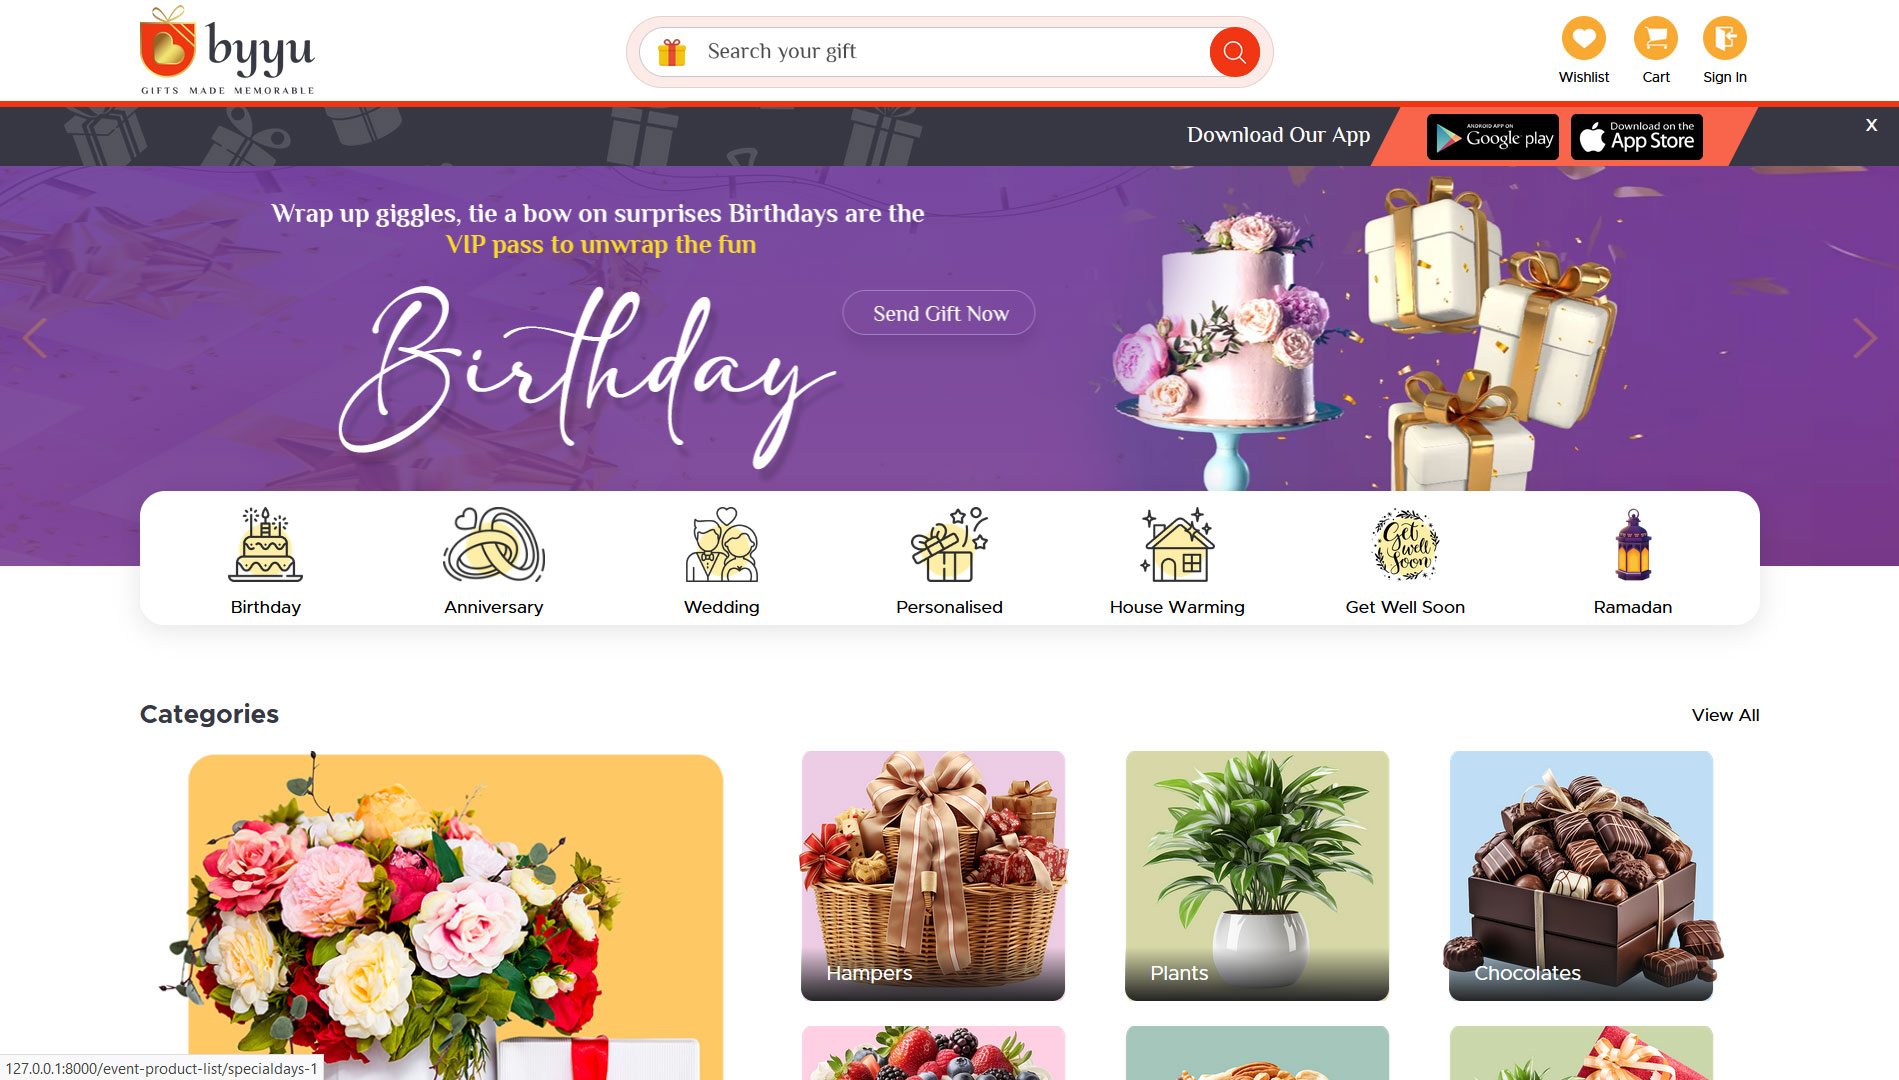 byyu
GIFTS MADE MEMORABLE
Search your gift
Wishlist
Cart
Sign In
Download Our App
ANDROID APP ON
Google play
Download on the
App Store
X
Wrap up giggles, tie a bow on surprises Birthdays are the
VIP pass to unwrap the fun
Birthday
Send Gift Now
Get
well
Soon
Birthday
Anniversary
Wedding
Personalised
House Warming
Get Well Soon
Ramadan
Categories
View All
Hampers
Plants
Chocolates
127.0.0.1:8000/event-product-list/specialdays-1